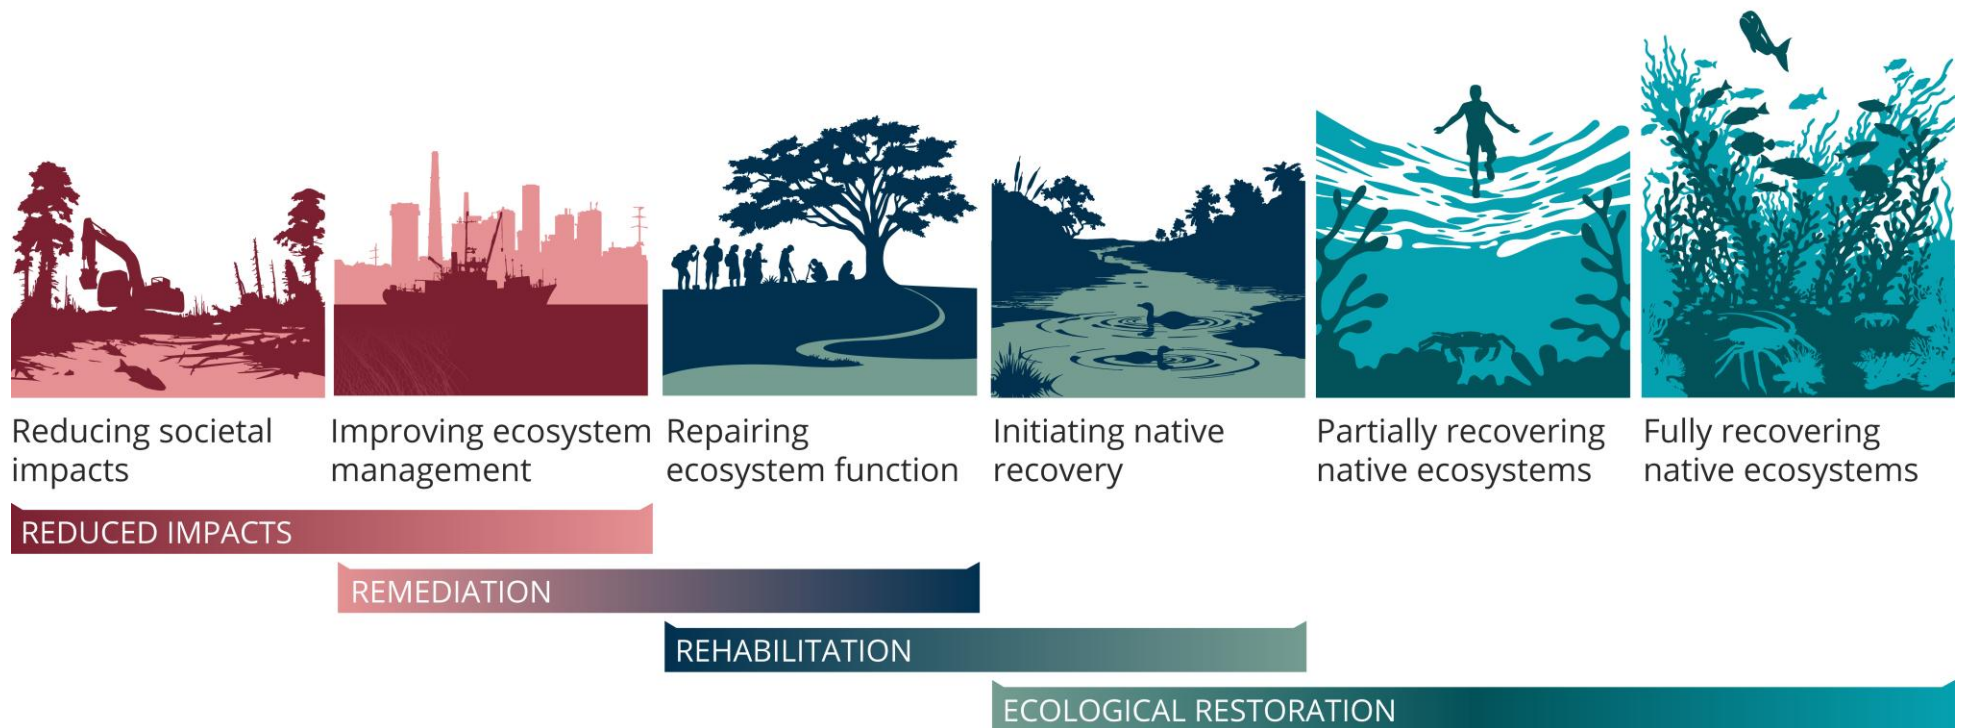 Reducing societal
impacts
Improving ecosystem
management
Repairing
ecosystem function
Initiating native
recovery
Partially recovering
native ecosystems
Fully recovering
native ecosystems
REDUCED IMPACTS
REMEDIATION
REHABILITATION
ECOLOGICAL RESTORATION